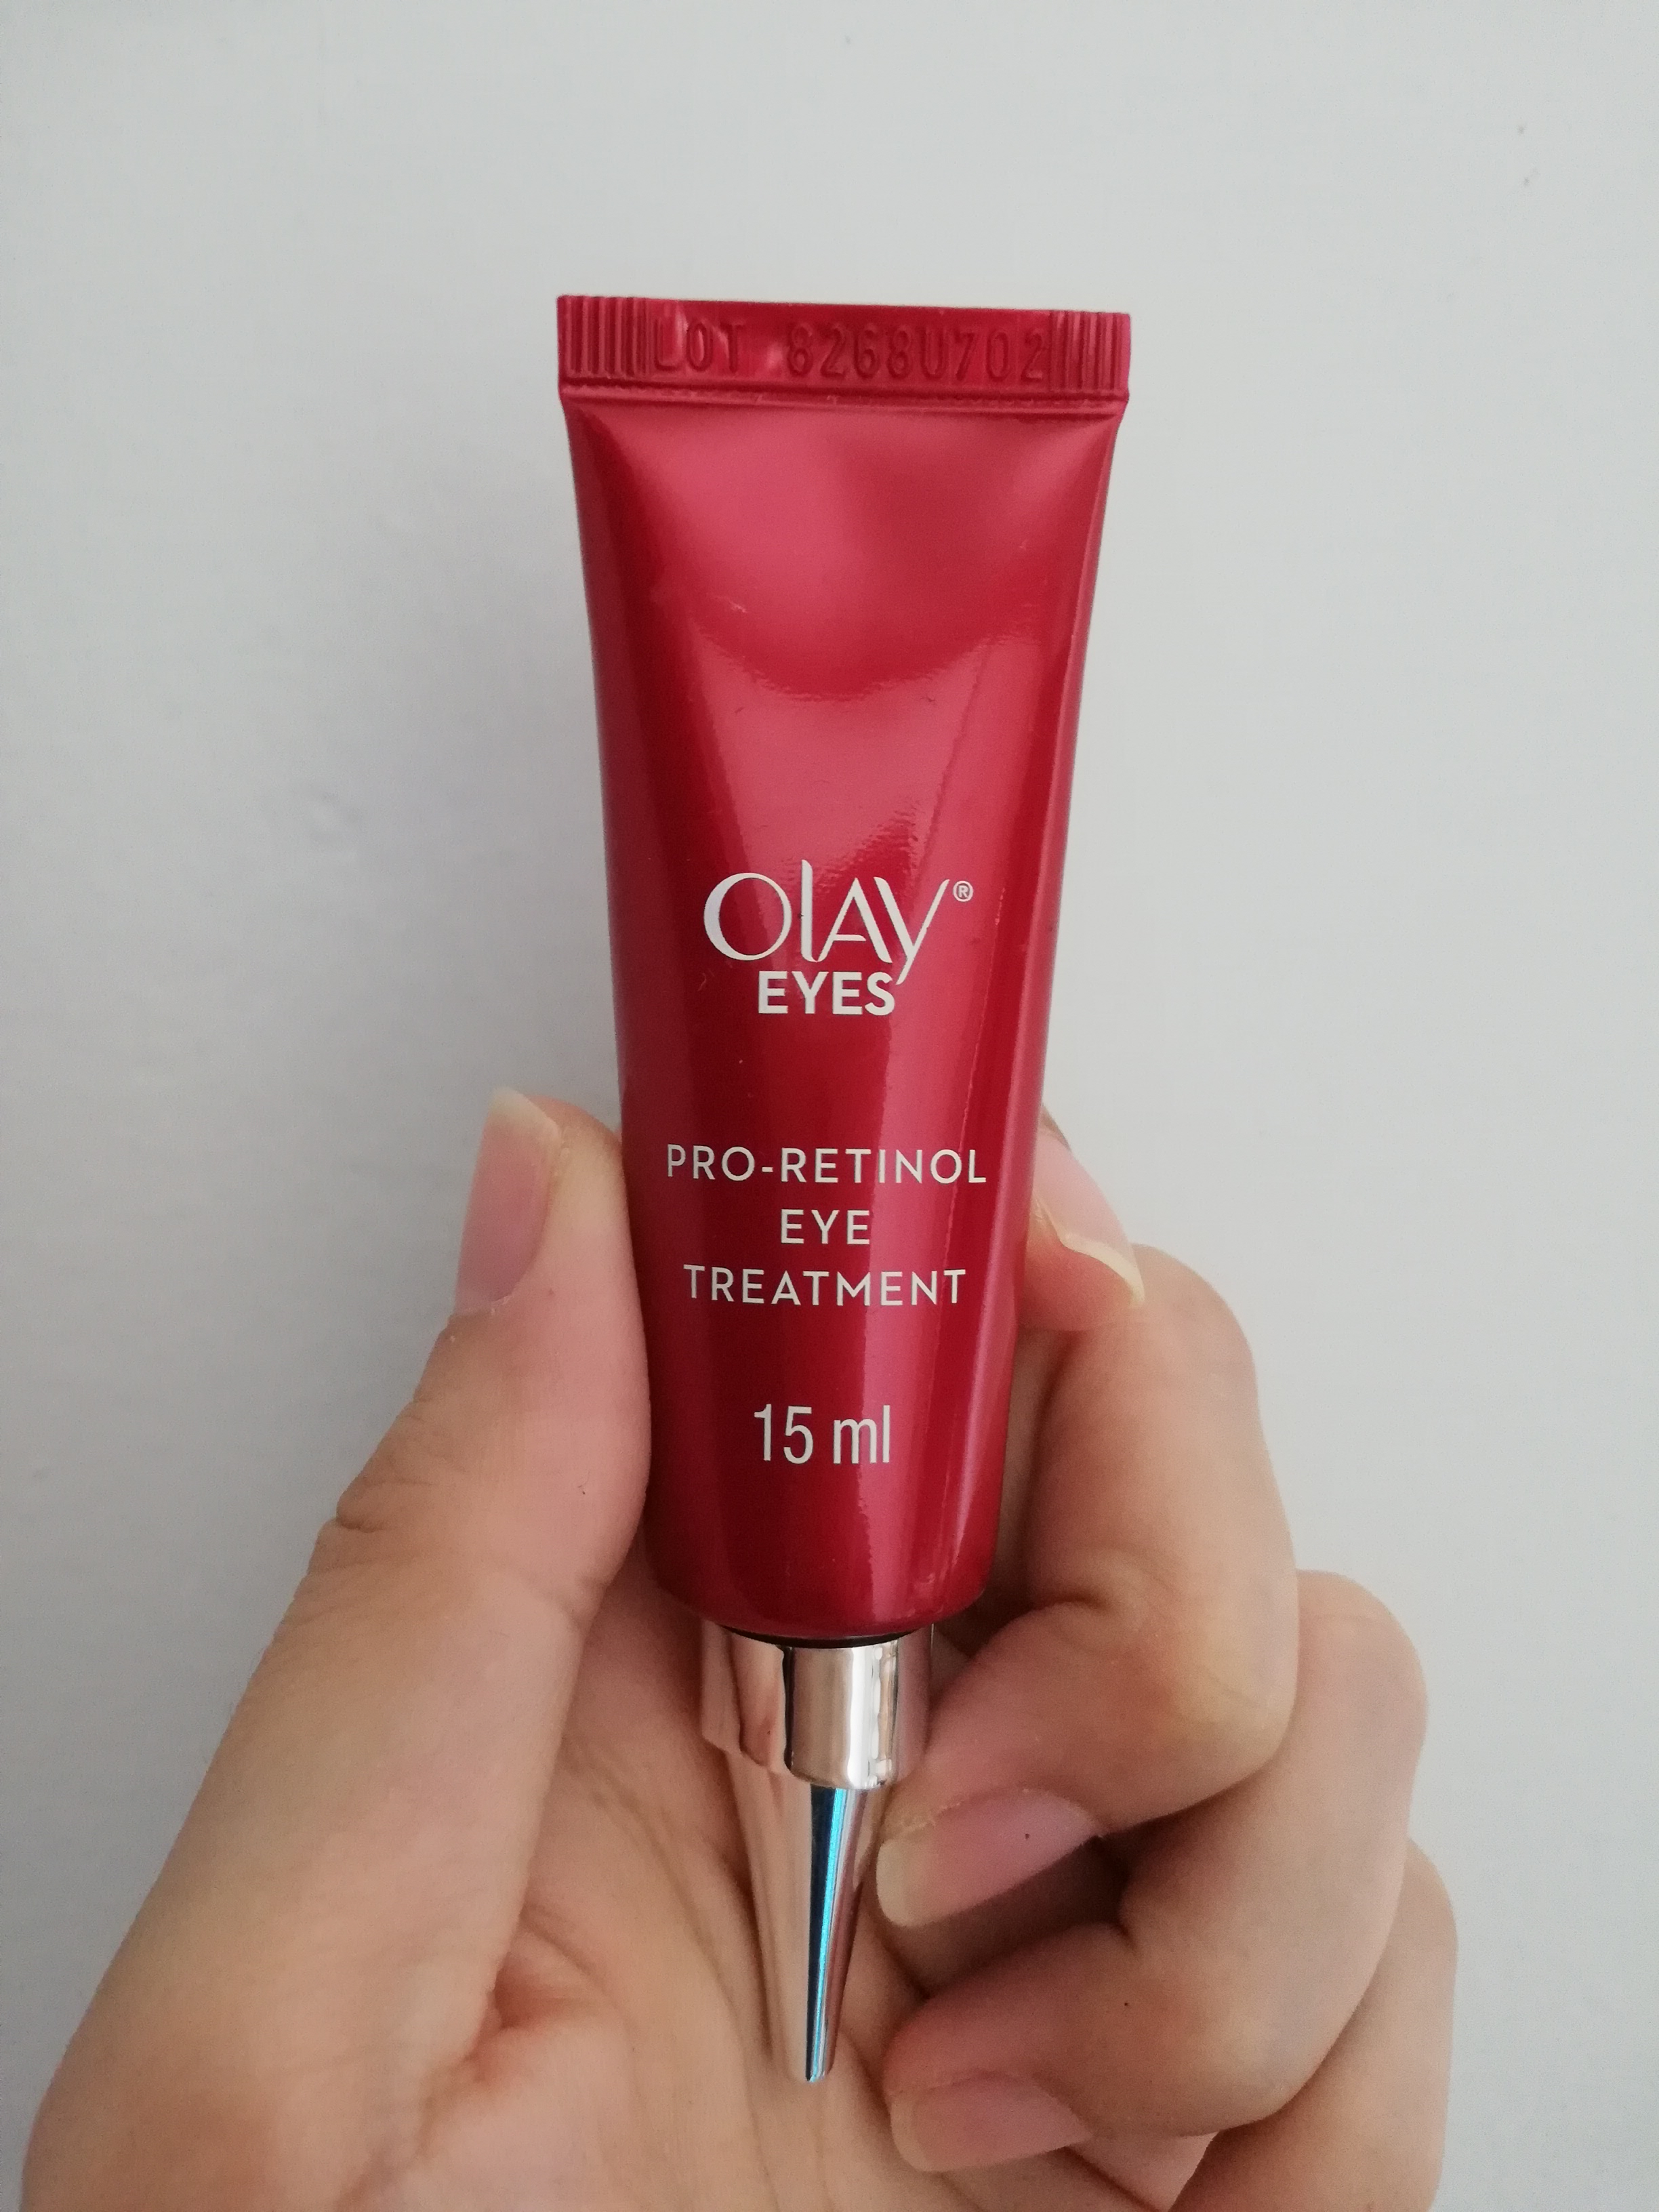 LOT 8268U702
OLAY®
EYES
PRO-RETINOL
EYE
TREATMENT
15 ml